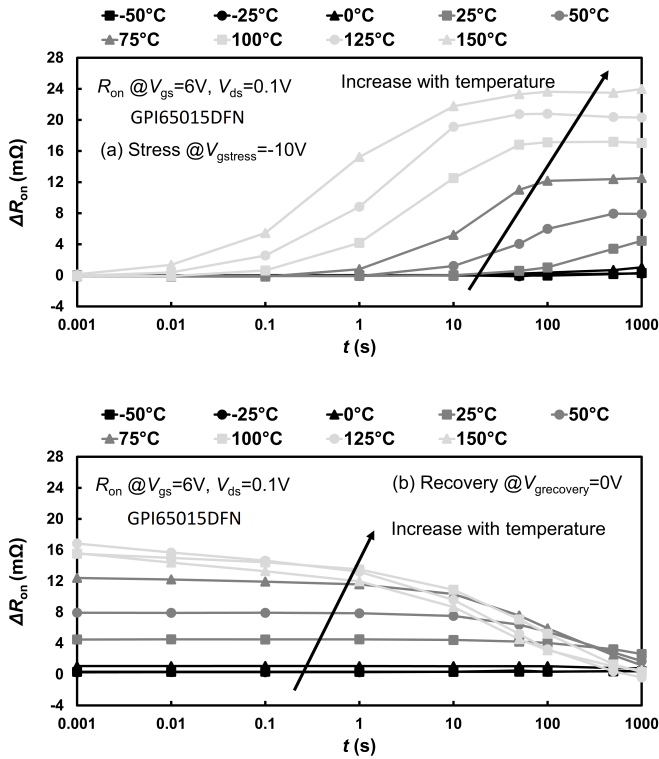 -50°C -25°C 0°C 25°C 50°C
75°C 100°C 125°C 150°C
28
24
20
16
12
8
4
0
-4
ΔRon (mΩ)
Ron @Vgs=6V, Vds=0.1V
GPI65015DFN
(a) Stress @Vgstress=-10V
Increase with temperature
0.001 0.01 0.1 1 10 100 1000
t (s)
-50°C -25°C 0°C 25°C 50°C
75°C 100°C 125°C 150°C
28
24
20
16
12
8
4
0
-4
ΔRon (mΩ)
Ron @Vgs=6V, Vds=0.1V
GPI65015DFN
(b) Recovery @Vgrecovery=0V
Increase with temperature
0.001 0.01 0.1 1 10 100 1000
t (s)